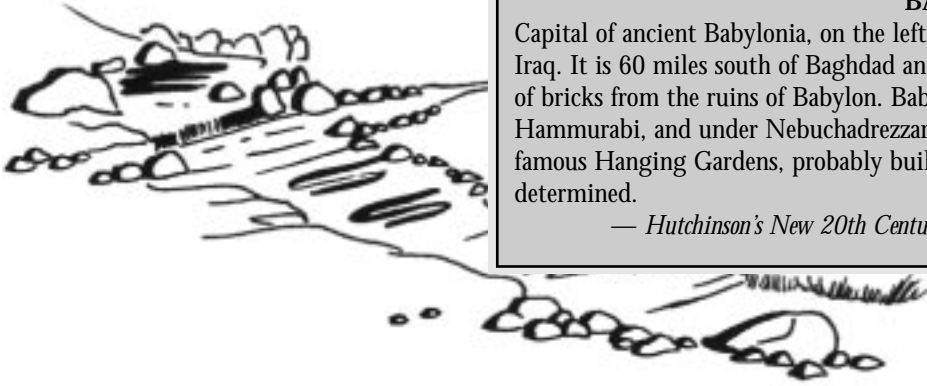 BA
Capital of ancient Babylonia, on the left
Iraq. It is 60 miles south of Baghdad an
of bricks from the ruins of Babylon. Bab
Hammurabi, and under Nebuchadrezzar
famous Hanging Gardens, probably buil
determined.
— Hutchinson's New 20th Centu